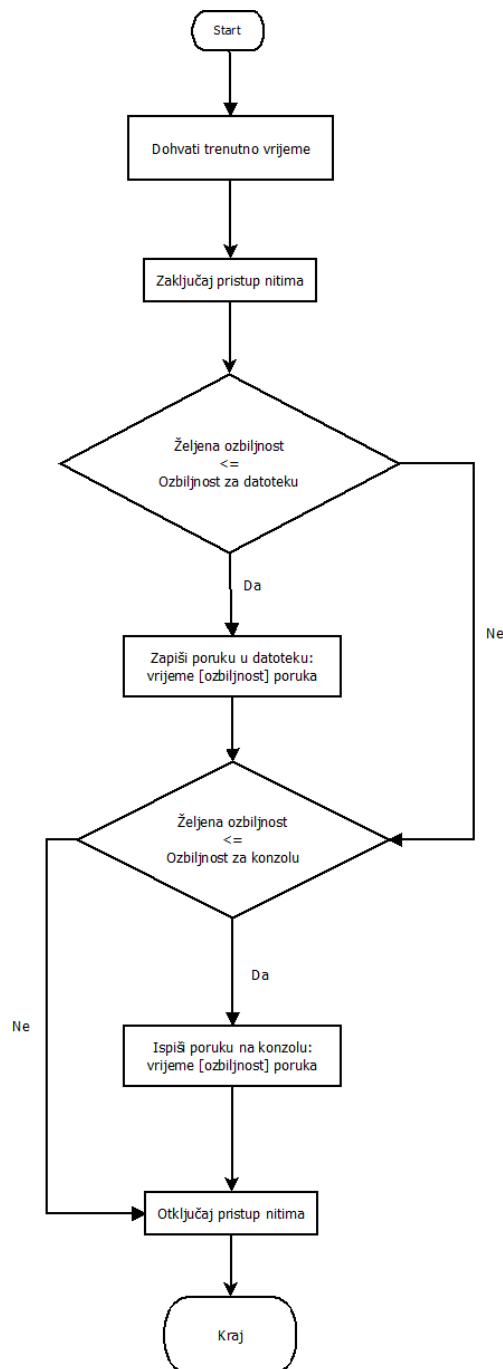 Start
Dohvati trenutno vrijeme
Zaključaj pristup nitima
Željena ozbiljnost
<=
Ozbiljnost za datoteku
Da
Ne
Zapiši poruku u datoteku:
vrijeme [ozbiljnost] poruka
Željena ozbiljnost
<=
Ozbiljnost za konzolu
Da
Ne
Ispiši poruku na konzolu:
vrijeme [ozbiljnost] poruka
Otključaj pristup nitima
Kraj